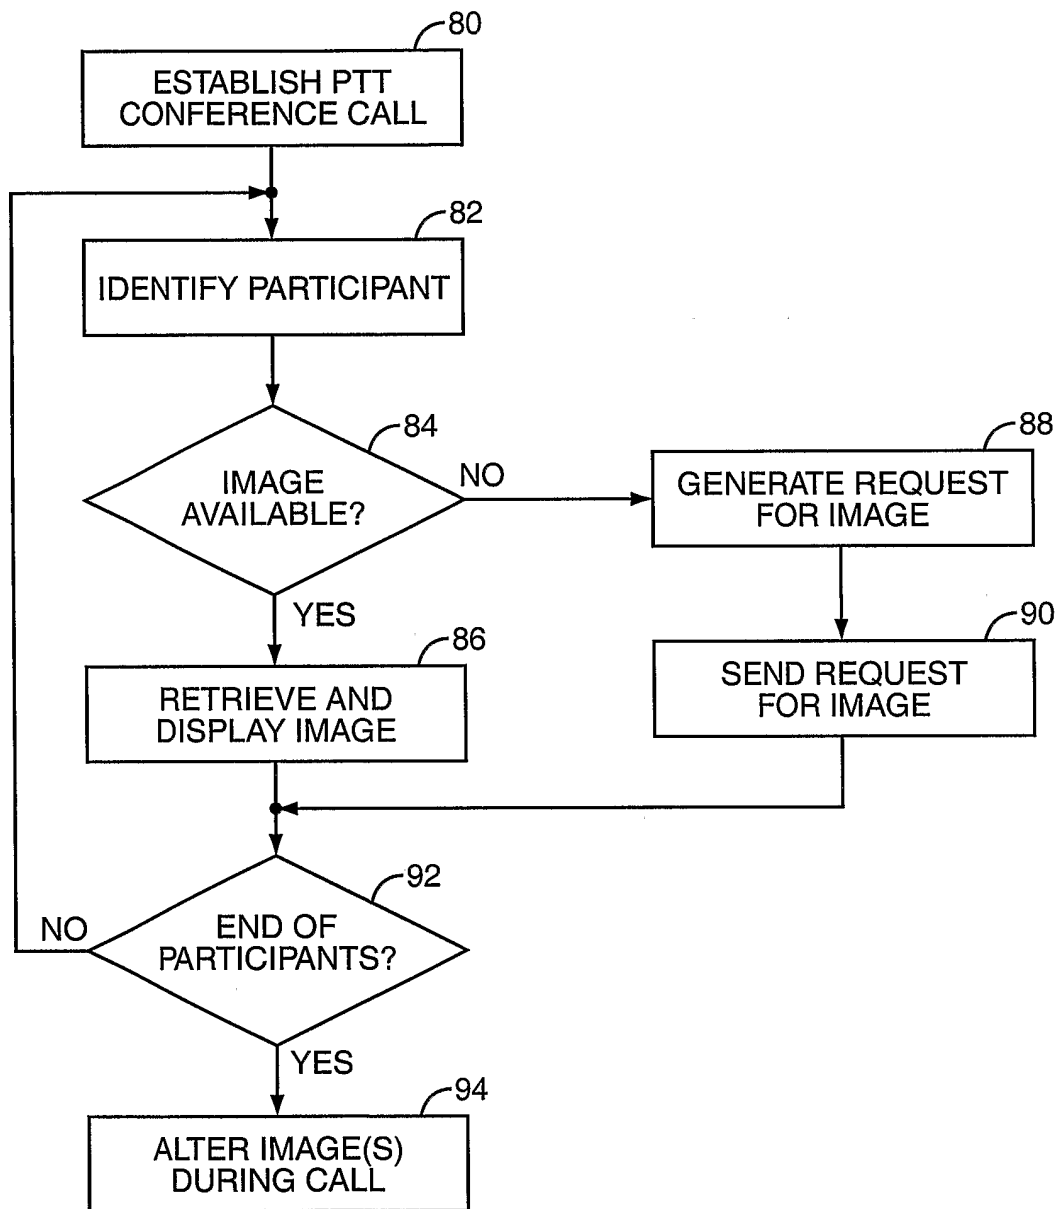 80
ESTABLISH PTT
CONFERENCE CALL
82
IDENTIFY PARTICIPANT
84
IMAGE
AVAILABLE?
NO
88
GENERATE REQUEST
FOR IMAGE
YES
86
RETRIEVE AND
DISPLAY IMAGE
90
SEND REQUEST
FOR IMAGE
92
END OF
PARTICIPANTS?
NO
YES
94
ALTER IMAGE(S)
DURING CALL